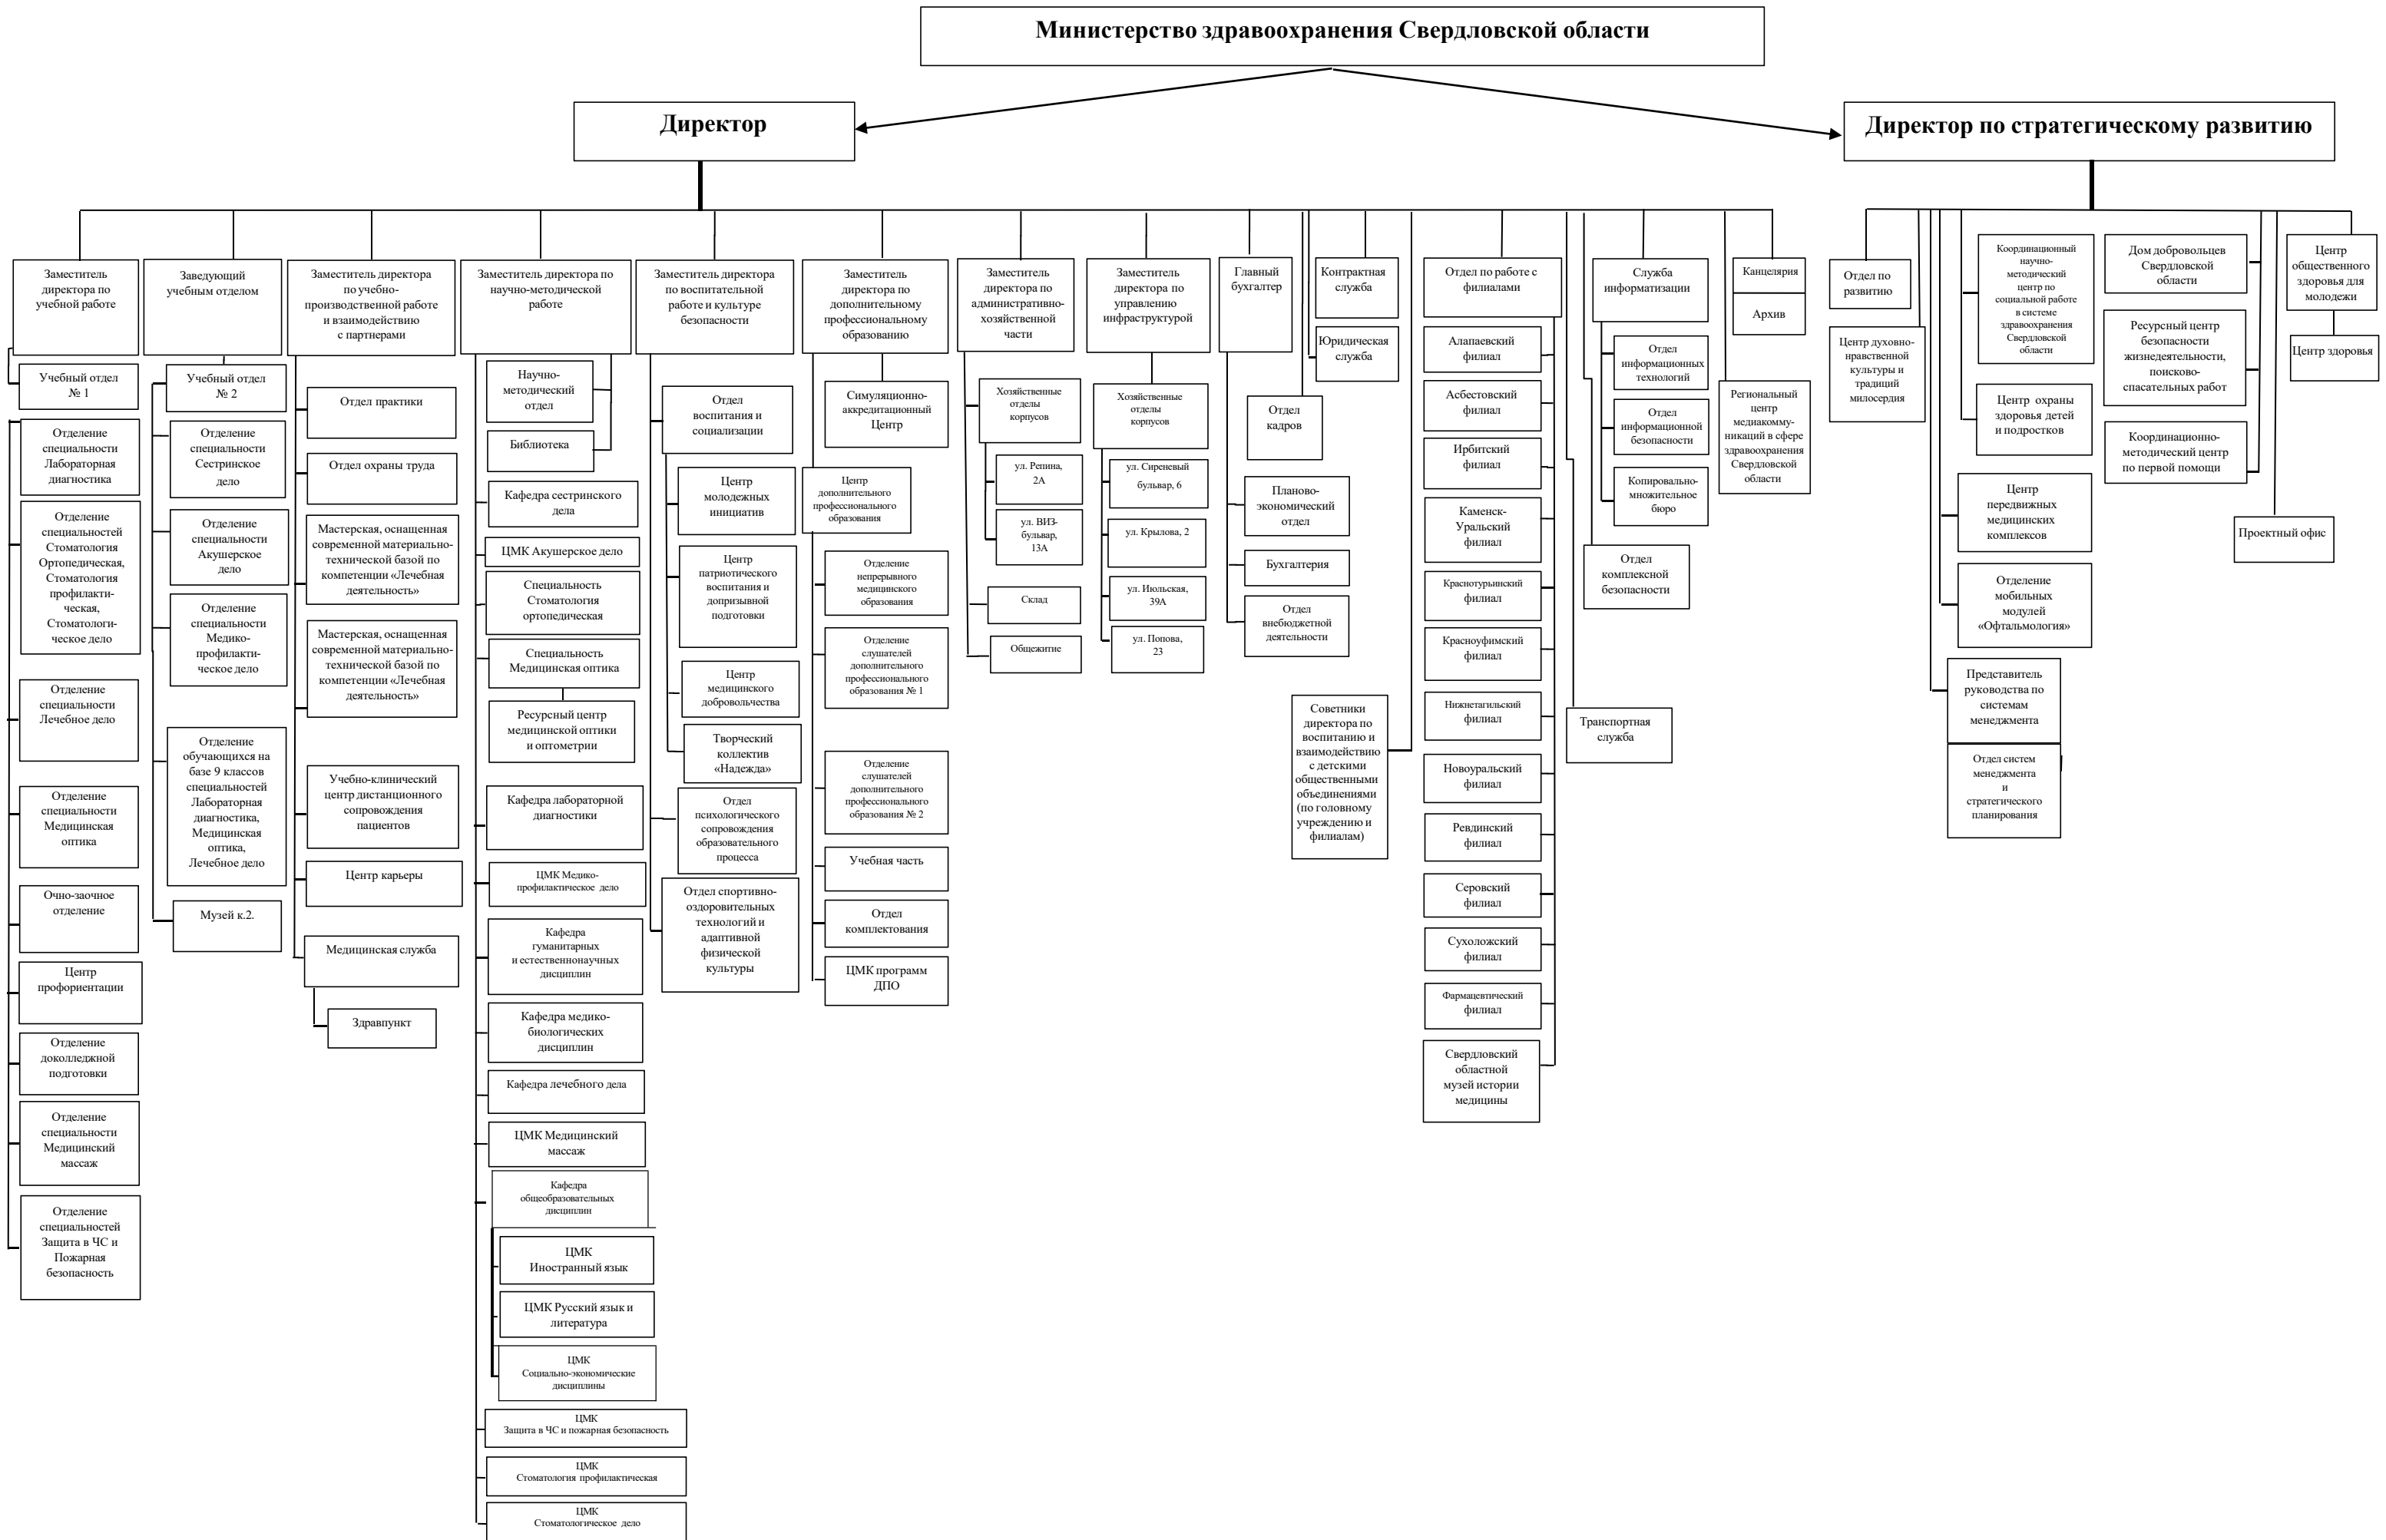 Министерство здравоохранения Свердловской области
Директор
Директор по стратегическому развитию
Заместитель
директора по
учебной работе
Учебный отдел
№ 1
Отделение
специальности
Лабораторная
диагностика
Отделение
специальностей
Стоматология
Ортопедическая,
Стоматология
профилакти-
ческая,
Стоматологи-
ческое дело
Отделение
специальности
Лечебное дело
Отделение
специальности
Медицинская
оптика
Очно-заочное
отделение
Центр
профориентации
Отделение
доколледжной
подготовки
Отделение
специальности
Медицинский
массаж
Отделение
специальностей
Защита в ЧС и
Пожарная
безопасность
Заведующий
учебным отделом
Учебный отдел
№ 2
Отделение
специальности
Сестринское
дело
Отделение
специальности
Акушерское
дело
Отделение
специальности
Медико-
профилакти-
ческое дело
Отделение
обучающихся на
базе 9 классов
специальностей
Лабораторная
диагностика,
Медицинская
оптика,
Лечебное дело
Музей к.2.
Заместитель директора
по учебно-
производственной работе
и взаимодействию
с партнерами
Отдел практики
Отдел охраны труда
Мастерская, оснащенная
современной материально-
технической базой по
компетенции «Лечебная
деятельность»
Мастерская, оснащенная
современной материально-
технической базой по
компетенции «Лечебная
деятельность»
Учебно-клинический
центр дистанционного
сопровождения
пациентов
Центр карьеры
Медицинская служба
Здравпункт
Заместитель директора по
научно-методической
работе
Научно-
методический
отдел
Библиотека
Кафедра сестринского
дела
ЦМК Акушерское дело
Специальность
Стоматология
ортопедическая
Специальность
Медицинская оптика
Ресурсный центр
медицинской оптики
и оптометрии
Кафедра лабораторной
диагностики
ЦМК Медико-
профилактическое дело
Кафедра
гуманитарных
и естественнонаучных
дисциплин
Кафедра медико-
биологических
дисциплин
Кафедра лечебного дела
ЦМК Медицинский
массаж
Кафедра
общеобразовательных
дисциплин
ЦМК
Иностранный язык
ЦМК Русский язык и
литература
ЦМК
Социально-экономические
дисциплины
ЦМК
Защита в ЧС и пожарная безопасность
ЦМК
Стоматология профилактическая
ЦМК
Стоматологическое дело
Заместитель директора
по воспитательной
работе и культуре
безопасности
Отдел
воспитания и
социализации
Центр
молодежных
инициатив
Центр
патриотического
воспитания и
допризывной
подготовки
Центр
медицинского
добровольчества
Творческий
коллектив
«Надежда»
Отдел
психологического
сопровождения
образовательного
процесса
Отдел спортивно-
оздоровительных
технологий и
адаптивной
физической
культуры
Заместитель
директора по
дополнительному
профессиональному
образованию
Симуляционно-
аккредитационный
Центр
Центр
дополнительного
профессионального
образования
Отделение
непрерывного
медицинского
образования
Отделение
слушателей
дополнительного
профессионального
образования № 1
Отделение
слушателей
дополнительного
профессионального
образования № 2
Учебная часть
Отдел
комплектования
ЦМК программ
ДПО
Заместитель
директора по
административно-
хозяйственной
части
Хозяйственные
отделы
корпусов
ул. Репина,
2А
ул. ВИЗ-
бульвар,
13А
Склад
Общежитие
Заместитель
директора по
управлению
инфраструктурой
Хозяйственные
отделы
корпусов
ул. Сиреневый
бульвар, 6
ул. Крылова, 2
ул. Июльская,
39А
ул. Попова,
23
Главный
бухгалтер
Отдел
кадров
Планово-
экономический
отдел
Бухгалтерия
Отдел
внебюджетной
деятельности
Контрактная
служба
Юридическая
служба
Советники
директора по
воспитанию и
взаимодействию
с детскими
общественными
объединениями
(по головному
учреждению и
филиалам)
Отдел по работе с
филиалами
Алапаевский
филиал
Асбестовский
филиал
Ирбитский
филиал
Каменск-
Уральский
филиал
Краснотурьинский
филиал
Красноуфимский
филиал
Нижнетагильский
филиал
Новоуральский
филиал
Ревдинский
филиал
Серовский
филиал
Сухоложский
филиал
Фармацевтический
филиал
Свердловский
областной
музей истории
медицины
Служба
информатизации
Отдел
информационных
технологий
Отдел
информационной
безопасности
Копировально-
множительное
бюро
Отдел
комплексной
безопасности
Транспортная
служба
Канцелярия
Архив
Региональный
центр
медиакомму-
никаций в сфере
здравоохранения
Свердловской
области
Отдел по
развитию
Центр духовно-
нравственной
культуры и
традиций
милосердия
Координационный
научно-
методический
центр по
социальной работе
в системе
здравоохранения
Свердловской
области
Центр охраны
здоровья детей
и подростков
Центр
передвижных
медицинских
комплексов
Отделение
мобильных
модулей
«Офтальмология»
Представитель
руководства по
системам
менеджмента
Отдел систем
менеджмента
и
стратегического
планирования
Дом добровольцев
Свердловской
области
Ресурсный центр
безопасности
жизнедеятельности,
поисково-
спасательных работ
Координационно-
методический центр
по первой помощи
Проектный офис
Центр
общественного
здоровья для
молодежи
Центр здоровья